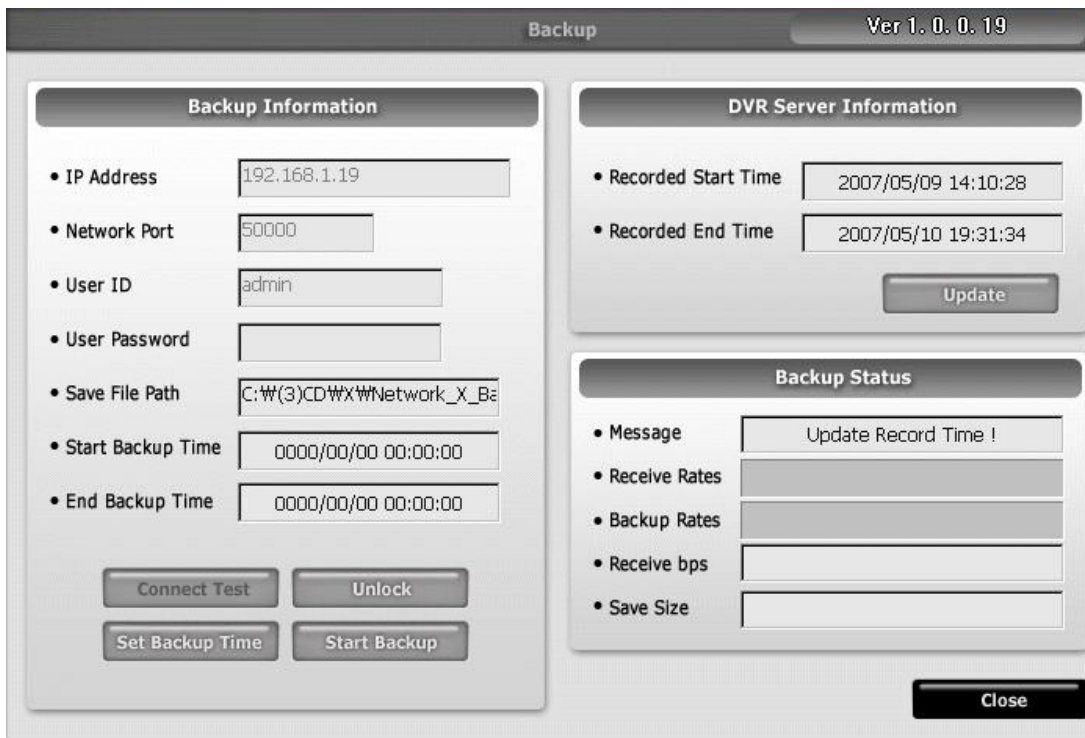 Backup
Ver 1. 0. 0. 19
Backup Information
• IP Address 192.168.1.19
• Network Port 50000
• User ID admin
• User Password
• Save File Path C:₩(3)CD₩X₩Network_X_Ba
• Start Backup Time 0000/00/00 00:00:00
• End Backup Time 0000/00/00 00:00:00
Connect Test Unlock
Set Backup Time Start Backup
DVR Server Information
• Recorded Start Time 2007/05/09 14:10:28
• Recorded End Time 2007/05/10 19:31:34
Update
Backup Status
• Message Update Record Time !
• Receive Rates
• Backup Rates
• Receive bps
• Save Size
Close